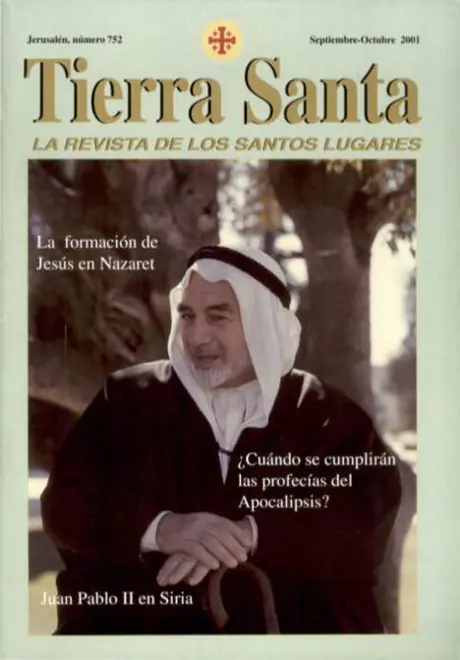 Jerusalén, número 752
Septiembre-Octubre 2001
Tierra Santa
LA REVISTA DE LOS SANTOS LUGARES
La formación de
Jesús en Nazaret
¿Cuándo se cumplirán
las profecías del
Apocalipsis?
Juan Pablo II en Siria